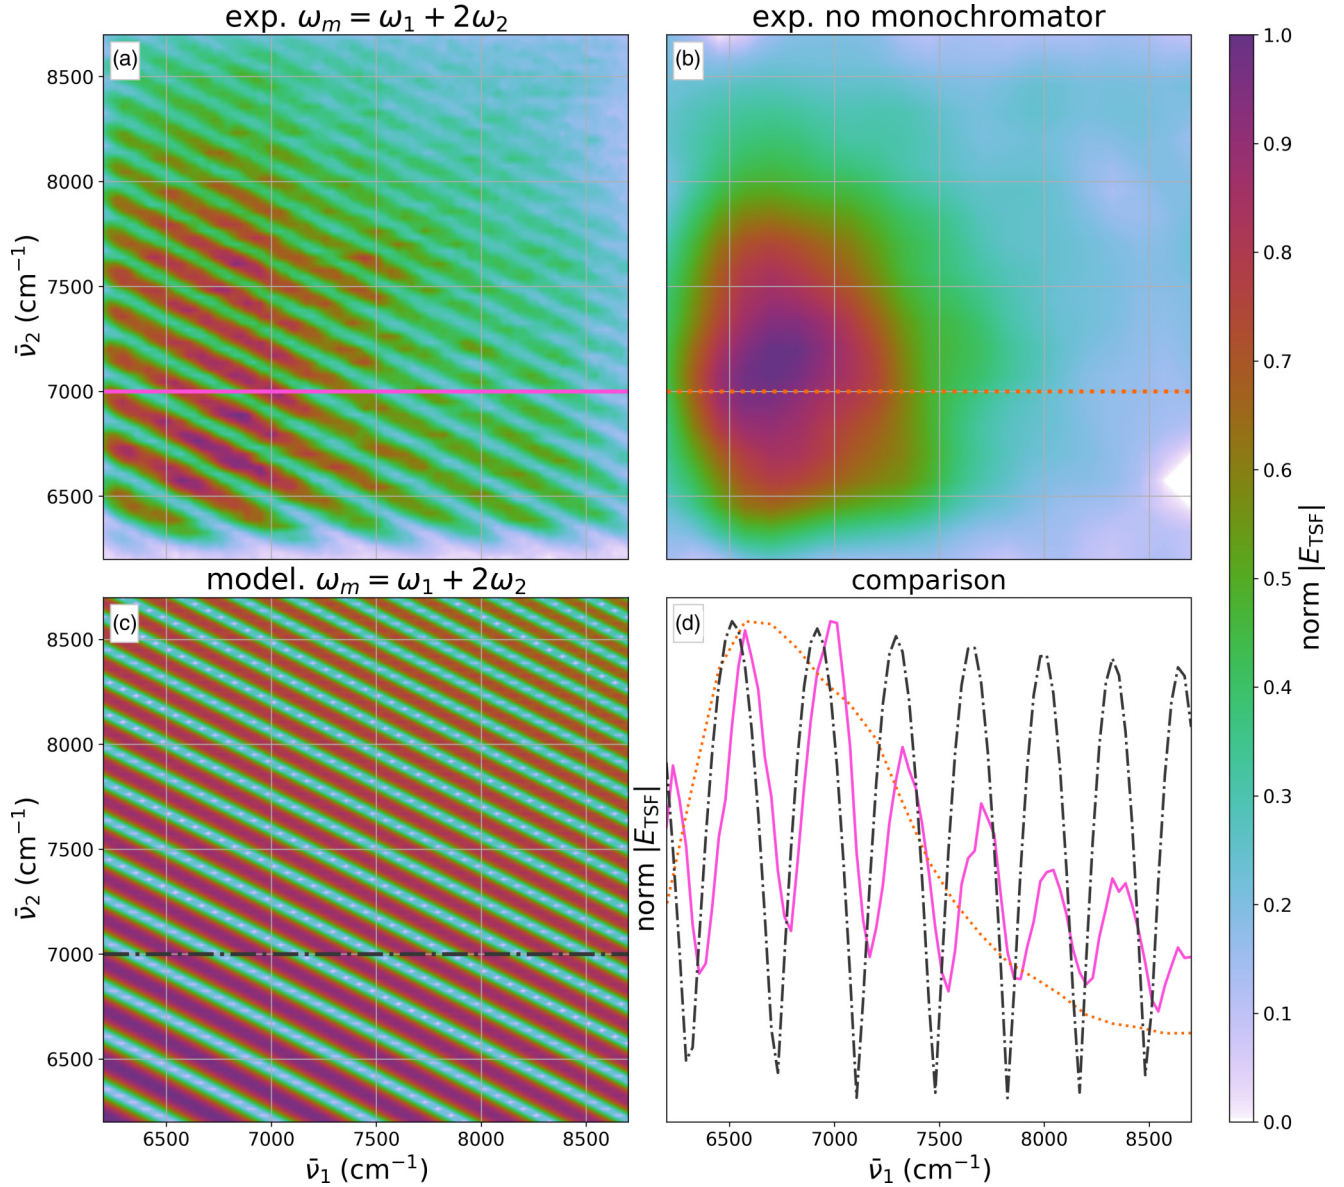 exp. ωₘ = ω₁ + 2ω₂
exp. no monochromator
(a)
(b)
8500
8000
7500
7000
6500
ν̄₂ (cm⁻¹)
6500
7000
7500
8000
8500
1.0
0.9
0.8
0.7
0.6
0.5
0.4
0.3
0.2
0.1
0.0
norm |E_TSF|
model. ωₘ = ω₁ + 2ω₂
comparison
(c)
(d)
8500
8000
7500
7000
6500
ν̄₂ (cm⁻¹)
norm |E_TSF|
6500
7000
7500
8000
8500
ν̄₁ (cm⁻¹)
6500
7000
7500
8000
8500
ν̄₁ (cm⁻¹)